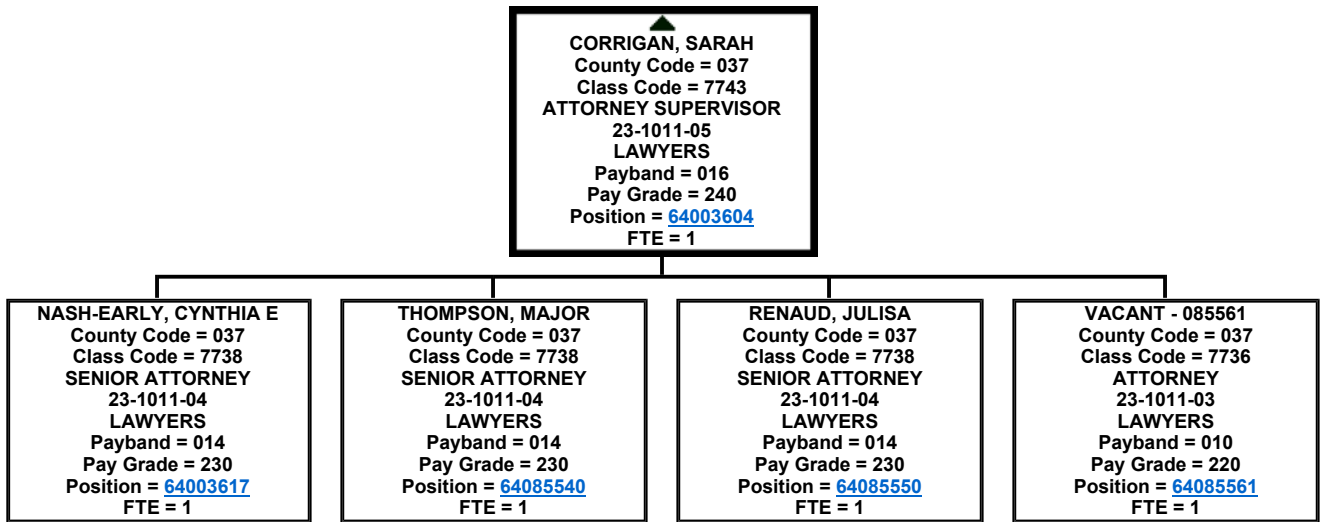 CORRIGAN, SARAH
County Code = 037
Class Code = 7743
ATTORNEY SUPERVISOR
23-1011-05
LAWYERS
Payband = 016
Pay Grade = 240
Position = 64003604
FTE = 1
NASH-EARLY, CYNTHIA E
County Code = 037
Class Code = 7738
SENIOR ATTORNEY
23-1011-04
LAWYERS
Payband = 014
Pay Grade = 230
Position = 64003617
FTE = 1
THOMPSON, MAJOR
County Code = 037
Class Code = 7738
SENIOR ATTORNEY
23-1011-04
LAWYERS
Payband = 014
Pay Grade = 230
Position = 64085540
FTE = 1
RENAUD, JULISA
County Code = 037
Class Code = 7738
SENIOR ATTORNEY
23-1011-04
LAWYERS
Payband = 014
Pay Grade = 230
Position = 64085550
FTE = 1
VACANT - 085561
County Code = 037
Class Code = 7736
ATTORNEY
23-1011-03
LAWYERS
Payband = 010
Pay Grade = 220
Position = 64085561
FTE = 1